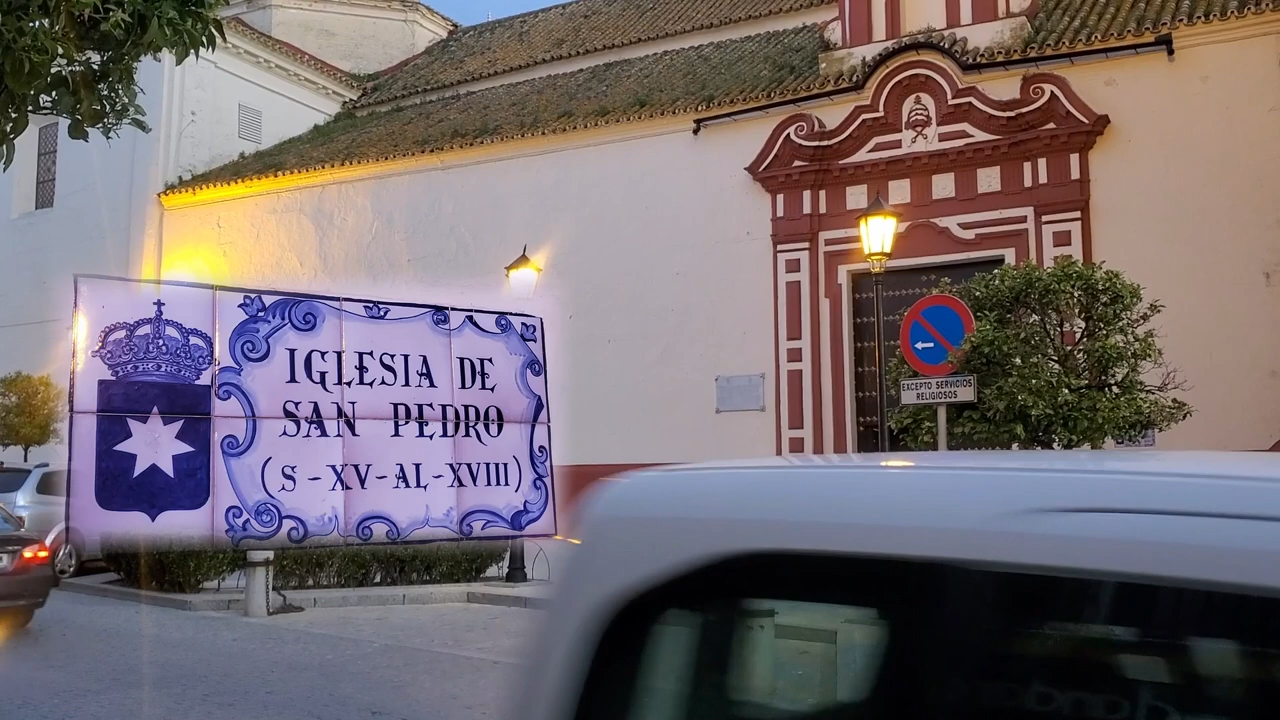 IGLESIA DE
SAN PEDRO
(S-XV-AL-XVIII)
EXCEPTO SERVICIOS
RELIGIOSOS